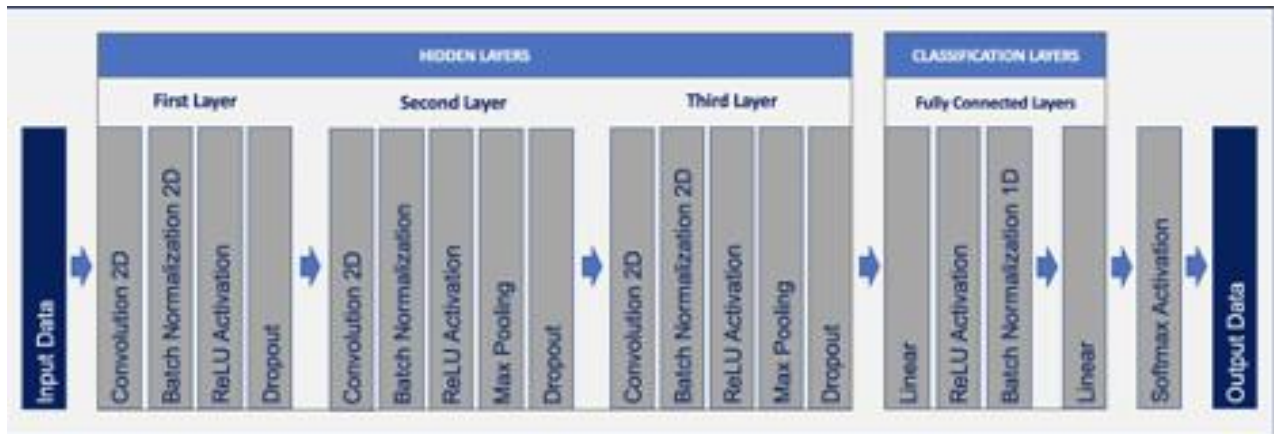 HIDDEN LAYERS
CLASSIFICATION LAYERS
First Layer
Second Layer
Third Layer
Fully Connected Layers
Input Data
Convolution 2D
Batch Normalization 2D
ReLU Activation
Dropout
Convolution 2D
Batch Normalization
ReLU Activation
Max Pooling
Dropout
Convolution 2D
Batch Normalization 2D
ReLU Activation
Max Pooling
Dropout
Linear
ReLU Activation
Batch Normalization 1D
Linear
Softmax Activation
Output Data